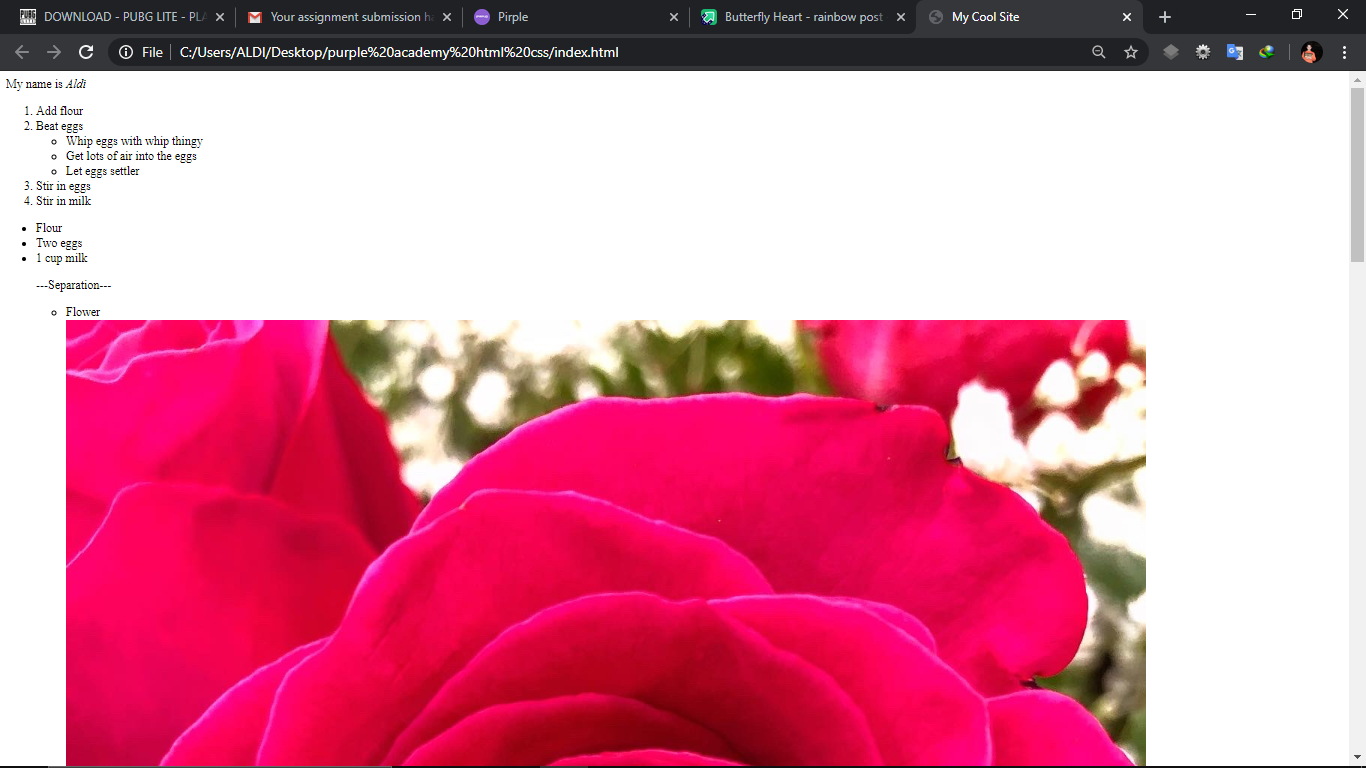 DOWNLOAD - PUBG LITE - PLA
Your assignment submission ha
Pirple
Butterfly Heart - rainbow post
My Cool Site
File
C:/Users/ALDI/Desktop/purple%20academy%20html%20css/index.html
My name is Aldi
1. Add flour
2. Beat eggs
Whip eggs with whip thingy
Get lots of air into the eggs
Let eggs settler
3. Stir in eggs
4. Stir in milk
Flour
Two eggs
1 cup milk
---Separation---
Flower